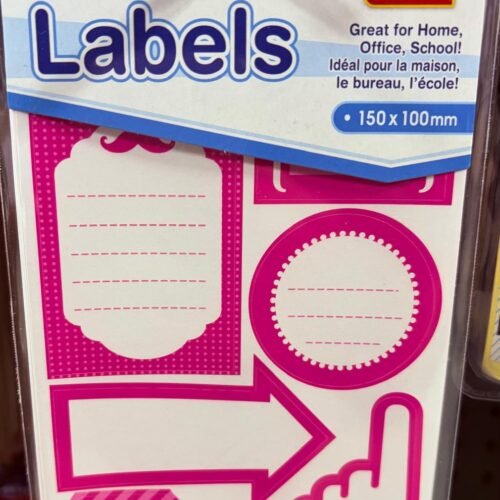 Labels
Great for Home,
Office, School!
Idéal pour la maison,
le bureau, l'école!
• 150 x 100mm